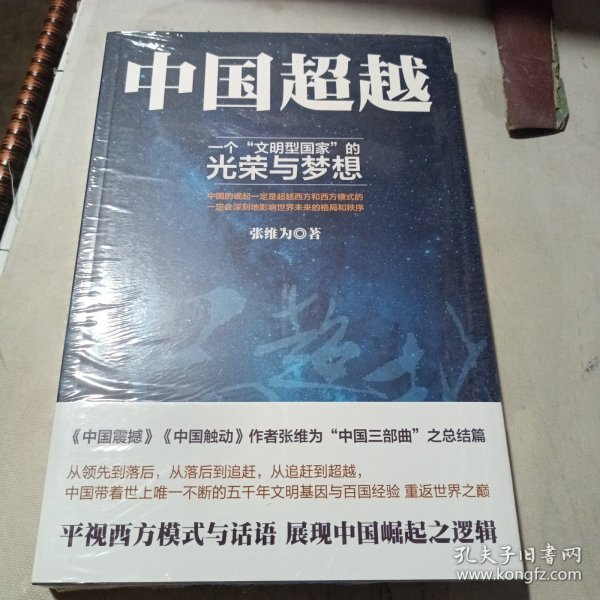 中国超越
一个“文明型国家”的
光荣与梦想
中国的崛起一定是超越西方和西方模式的
一定会深刻地影响世界未来的格局和秩序
张维为◎著
超越
《中国震撼》《中国触动》作者张维为“中国三部曲”之总结篇
从领先到落后，从落后到追赶，从追赶到超越，
中国带着世上唯一不断的五千年文明基因与百国经验 重返世界之巅
平视西方模式与话语 展现中国崛起之逻辑
孔夫子旧书网
www.kongfz.com